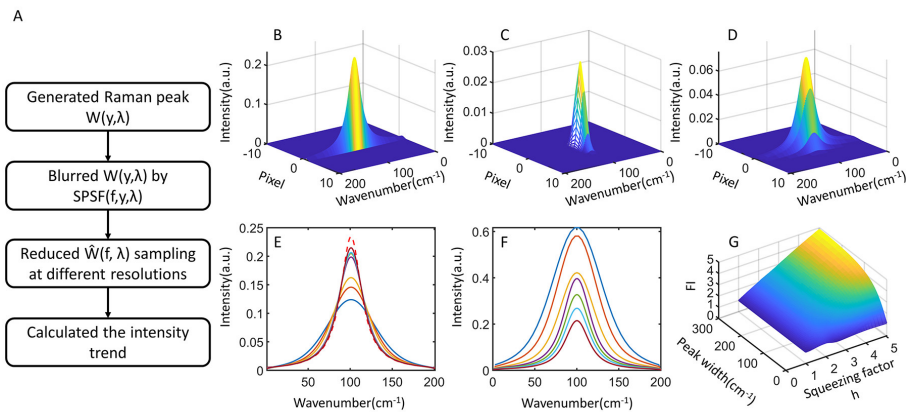 A
Generated Raman peak
W(y,λ)
Blurred W(y,λ) by
SPSF(f,y,λ)
Reduced Ŵ(f, λ) sampling
at different resolutions
Calculated the intensity
trend
B
Intensity(a.u.)
0.2
0.1
0
-10
0
10
Pixel
200
100
0
Wavenumber(cm⁻¹)
C
Intensity(a.u.)
0.03
0.02
0.01
0
-10
0
10
Pixel
200
100
0
Wavenumber(cm⁻¹)
D
Intensity(a.u.)
0.06
0.04
0.02
0
-10
0
10
Pixel
200
100
0
Wavenumber(cm⁻¹)
E
Intensity(a.u.)
0.25
0.2
0.15
0.1
0.05
0
50
100
150
200
Wavenumber(cm⁻¹)
F
Intensity(a.u.)
0.6
0.4
0.2
0
0
50
100
150
200
Wavenumber(cm⁻¹)
G
FI
5
4
3
2
1
0
300
200
100
0
Peak width(cm⁻¹)
0
1
2
3
4
5
Squeezing factor
h